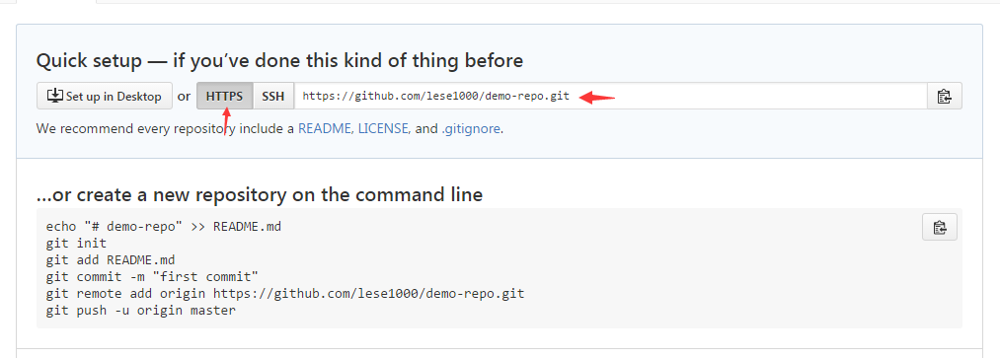 Quick setup — if you’ve done this kind of thing before
Set up in Desktop or HTTPS SSH https://github.com/lese1000/demo-repo.git
We recommend every repository include a README, LICENSE, and .gitignore.
…or create a new repository on the command line
echo "# demo-repo" >> README.md
git init
git add README.md
git commit -m "first commit"
git remote add origin https://github.com/lese1000/demo-repo.git
git push -u origin master